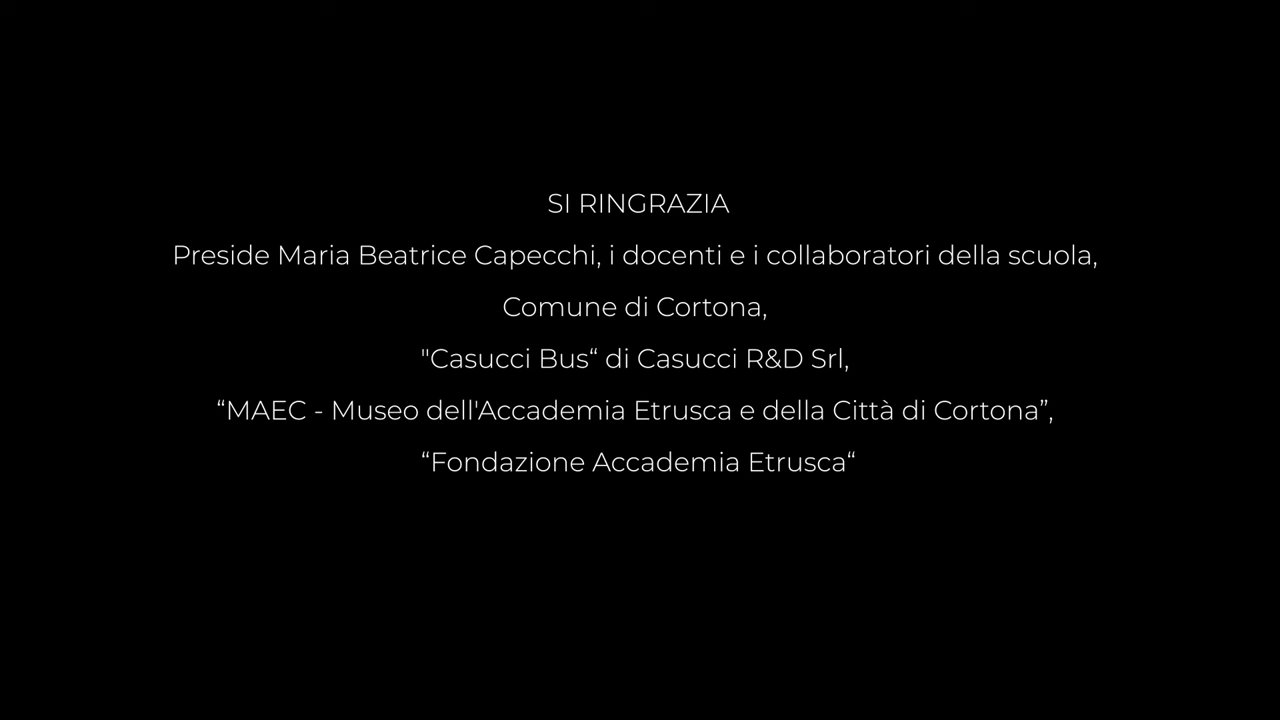 SI RINGRAZIA
Preside Maria Beatrice Capecchi, i docenti e i collaboratori della scuola,
Comune di Cortona,
"Casucci Bus“ di Casucci R&D Srl,
“MAEC - Museo dell'Accademia Etrusca e della Città di Cortona”,
“Fondazione Accademia Etrusca“